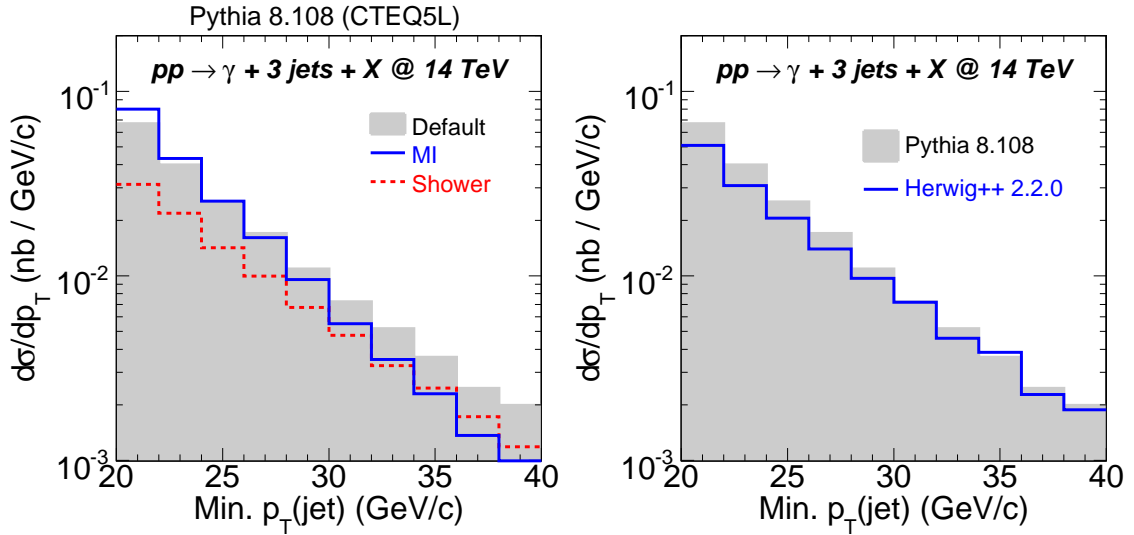 Pythia 8.108 (CTEQ5L)
pp → γ + 3 jets + X @ 14 TeV
Default
MI
Shower
10⁻¹
10⁻²
10⁻³
dσ/dp_T (nb / GeV/c)
20 25 30 35 40
Min. p_T(jet) (GeV/c)
pp → γ + 3 jets + X @ 14 TeV
Pythia 8.108
Herwig++ 2.2.0
10⁻¹
10⁻²
10⁻³
dσ/dp_T (nb / GeV/c)
20 25 30 35 40
Min. p_T(jet) (GeV/c)